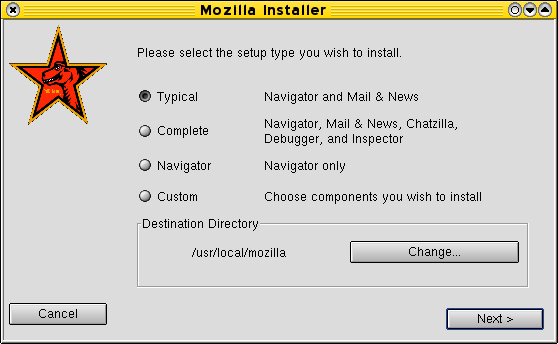 Mozilla Installer
Please select the setup type you wish to install.
Typical Navigator and Mail & News
Complete Navigator, Mail & News, Chatzilla,
Debugger, and Inspector
Navigator Navigator only
Custom Choose components you wish to install
Destination Directory
/usr/local/mozilla Change...
Cancel Next >